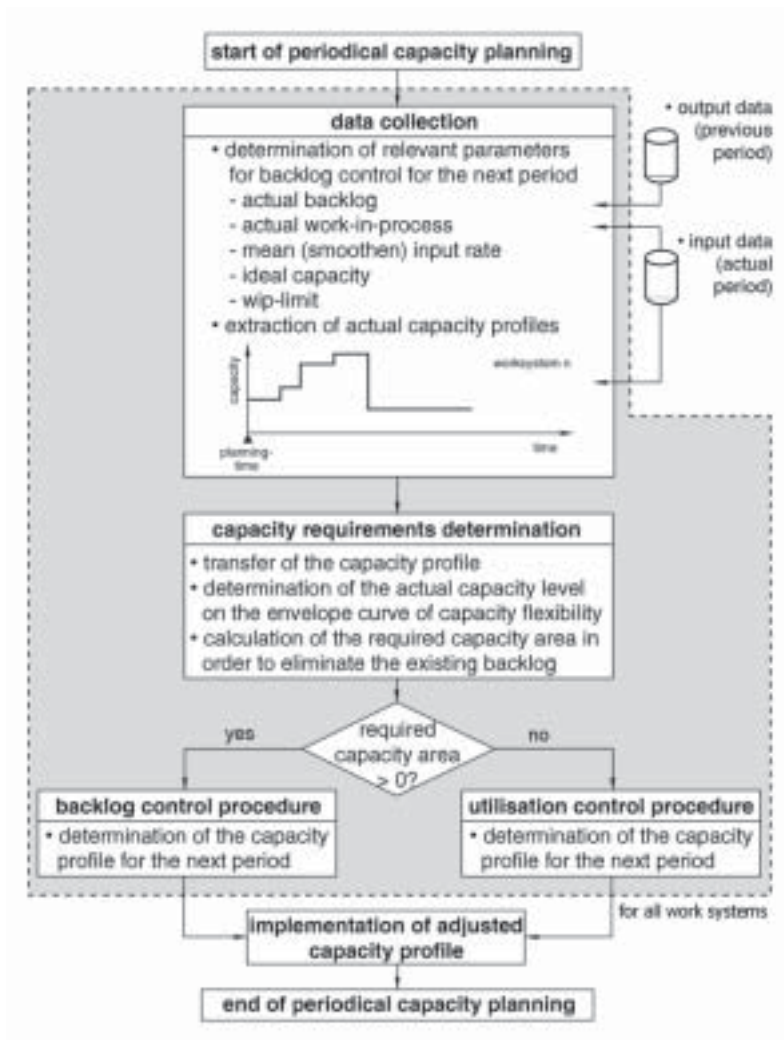 start of periodical capacity planning
data collection
• determination of relevant parameters
for backlog control for the next period
- actual backlog
- actual work-in-process
- mean (smoothen) input rate
- ideal capacity
- wip-limit
• extraction of actual capacity profiles
capacity
worksystem n
planning-
time
time
• output data
(previous
period)
• input data
(actual
period)
capacity requirements determination
• transfer of the capacity profile
• determination of the actual capacity level
on the envelope curve of capacity flexibility
• calculation of the required capacity area in
order to eliminate the existing backlog
yes
required
capacity area
> 0?
no
backlog control procedure
• determination of the capacity
profile for the next period
utilisation control procedure
• determination of the capacity
profile for the next period
for all work systems
implementation of adjusted
capacity profile
end of periodical capacity planning